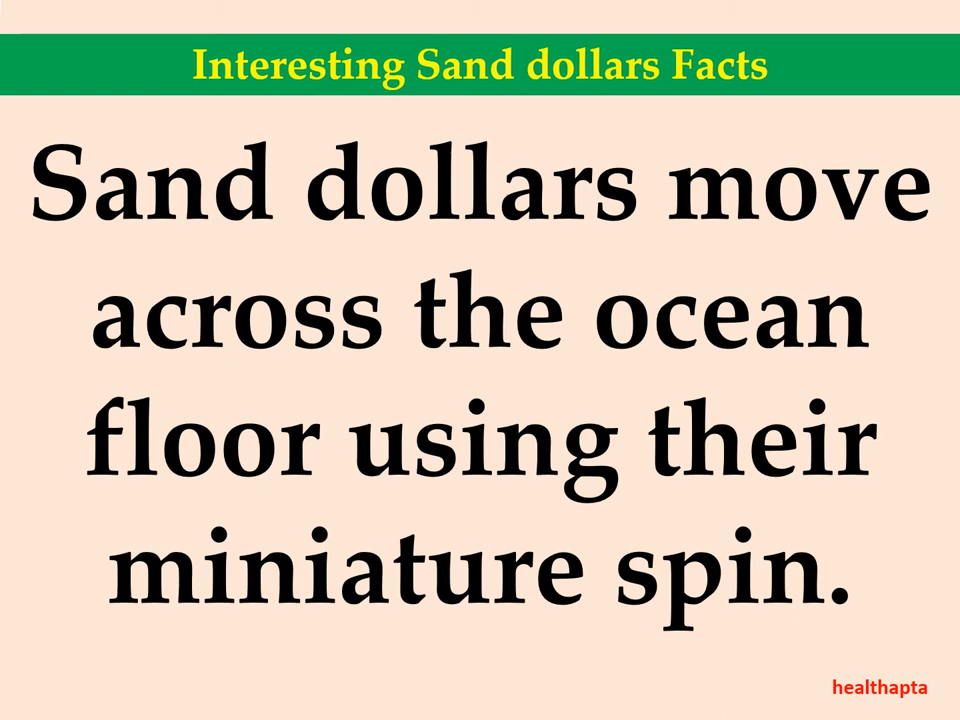 Interesting Sand dollars Facts
Sand dollars move
across the ocean
floor using their
miniature spin.
healthapta